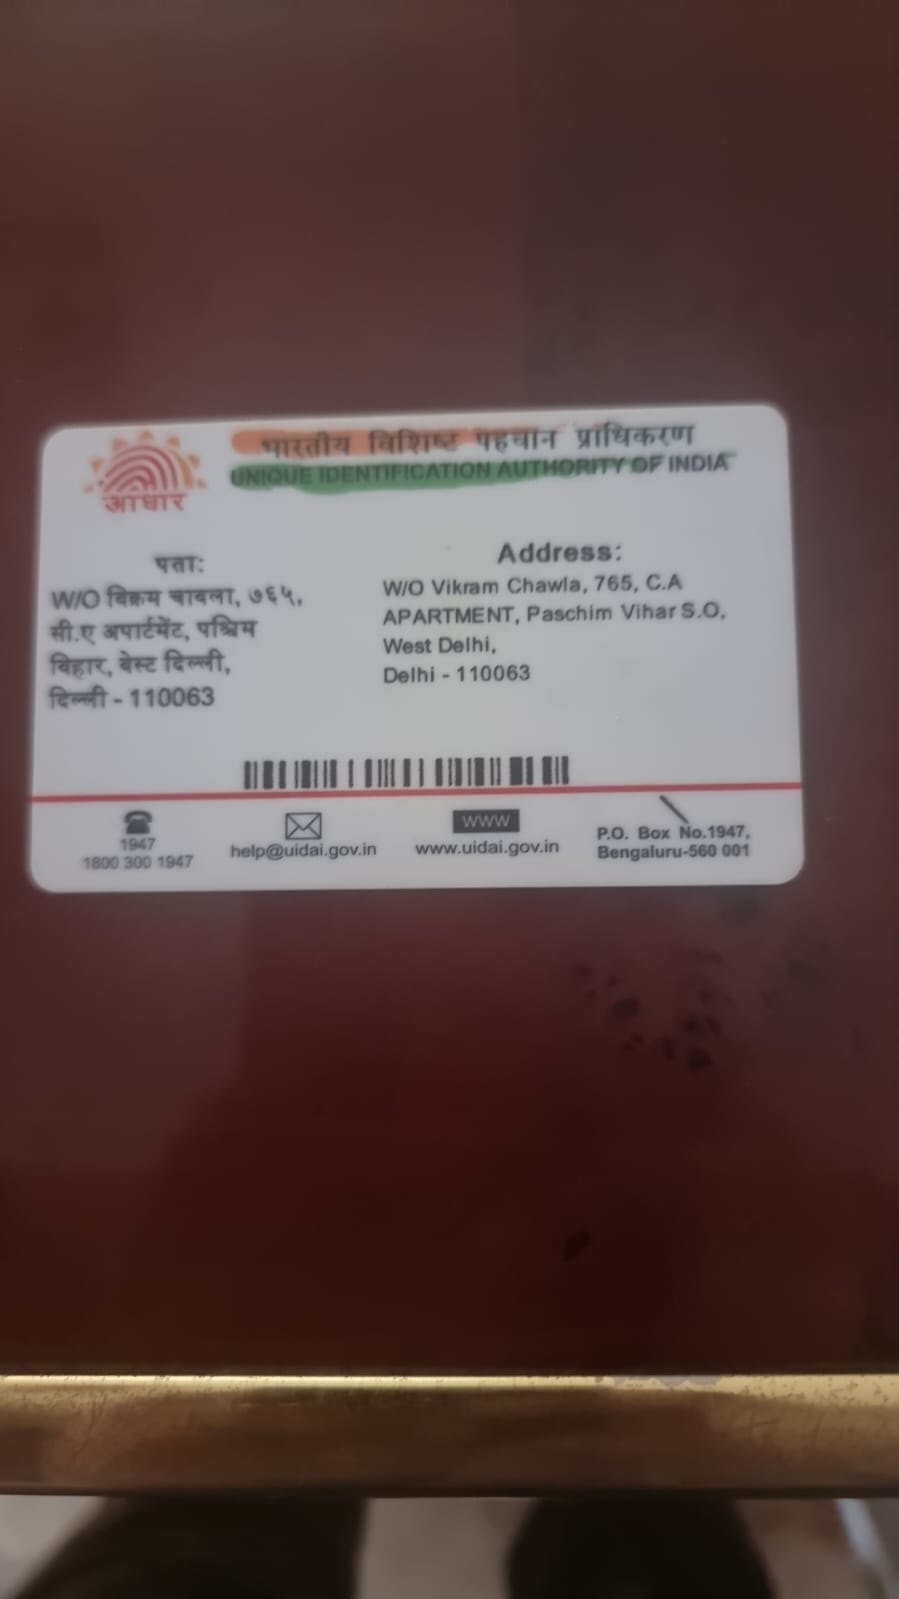 भारतीय विशिष्ट पहचान प्राधिकरण
UNIQUE IDENTIFICATION AUTHORITY OF INDIA
आधार
पता:
W/O विक्रम चावला, ७६५,
सी.ए अपार्टमेंट, पश्चिम
विहार, वेस्ट दिल्ली,
दिल्ली - 110063
Address:
W/O Vikram Chawla, 765, C.A
APARTMENT, Paschim Vihar S.O,
West Delhi,
Delhi - 110063
1947
1800 300 1947
help@uidai.gov.in
WWW
www.uidai.gov.in
P.O. Box No.1947,
Bengaluru-560 001